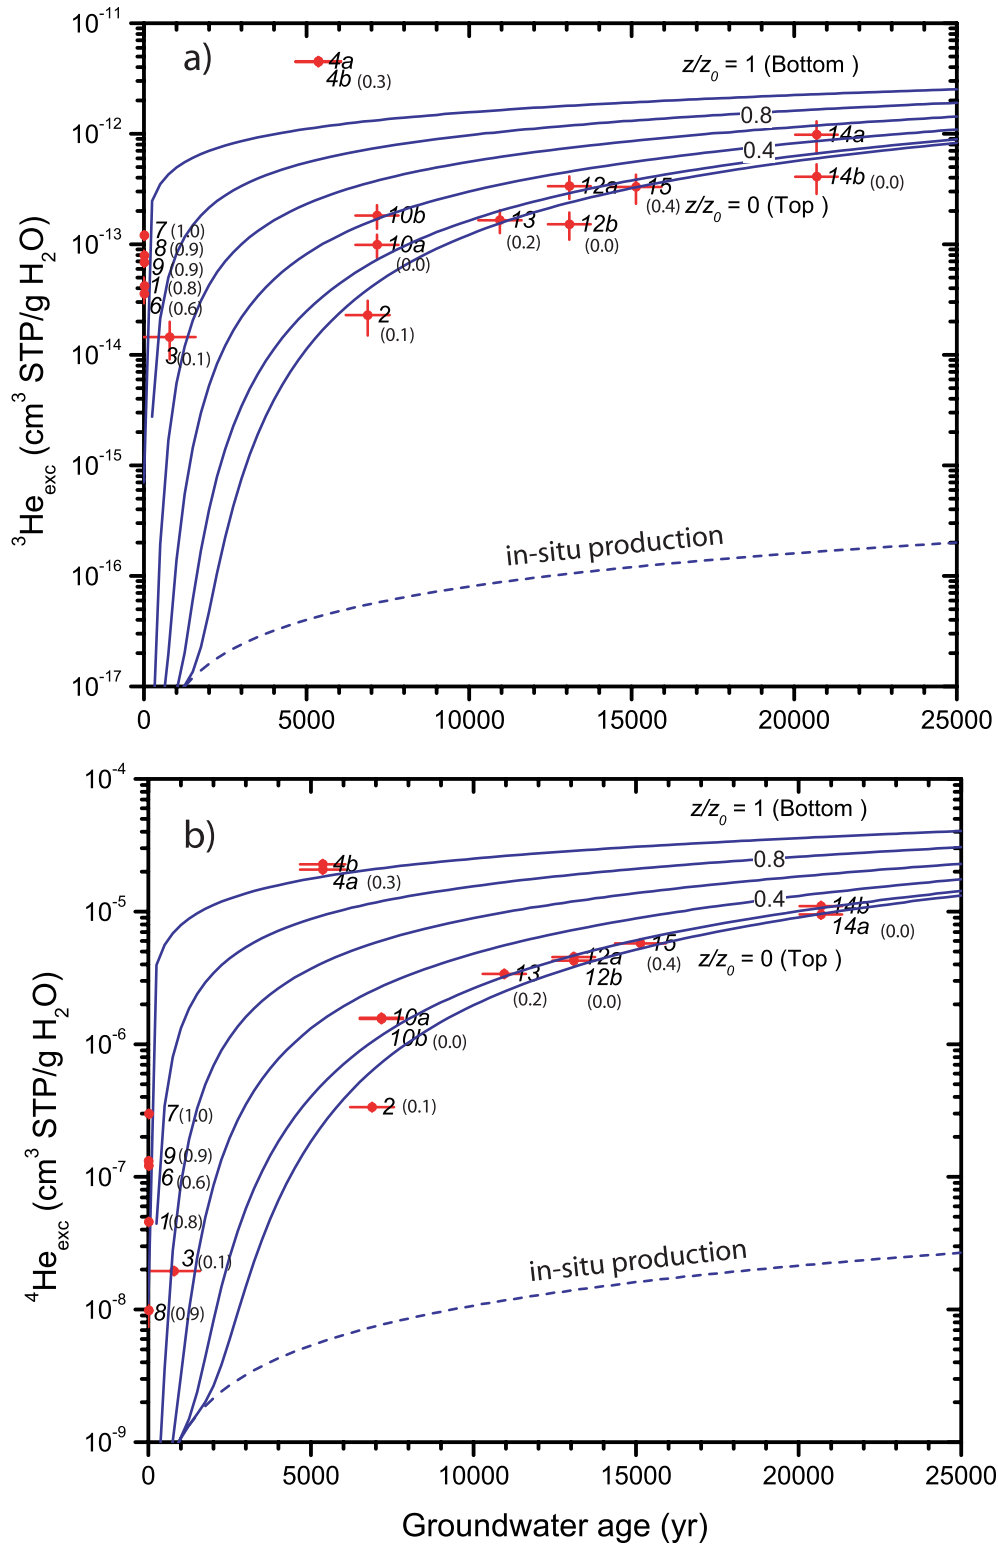 a)
10⁻¹¹
10⁻¹²
10⁻¹³
10⁻¹⁴
10⁻¹⁵
10⁻¹⁶
10⁻¹⁷
³Heₑₓ꜀ (cm³ STP/g H₂O)
4a
4b (0.3)
z/z₀ = 1 (Bottom )
0.8
0.4
14a
14b (0.0)
12a
15
(0.4)
z/z₀ = 0 (Top )
10b
13
(0.2)
12b
(0.0)
10a
(0.0)
7 (1.0)
8 (0.9)
9 (0.9)
1 (0.8)
6 (0.6)
2
(0.1)
3 (0.1)
in-situ production
0 5000 10000 15000 20000 25000
b)
10⁻⁴
10⁻⁵
10⁻⁶
10⁻⁷
10⁻⁸
10⁻⁹
⁴Heₑₓ꜀ (cm³ STP/g H₂O)
z/z₀ = 1 (Bottom )
0.8
0.4
4b
4a (0.3)
14b
14a (0.0)
15
(0.4)
z/z₀ = 0 (Top )
12a
12b
(0.0)
13
(0.2)
10a
10b (0.0)
2 (0.1)
7 (1.0)
9 (0.9)
6 (0.6)
1 (0.8)
3 (0.1)
8 (0.9)
in-situ production
0 5000 10000 15000 20000 25000
Groundwater age (yr)